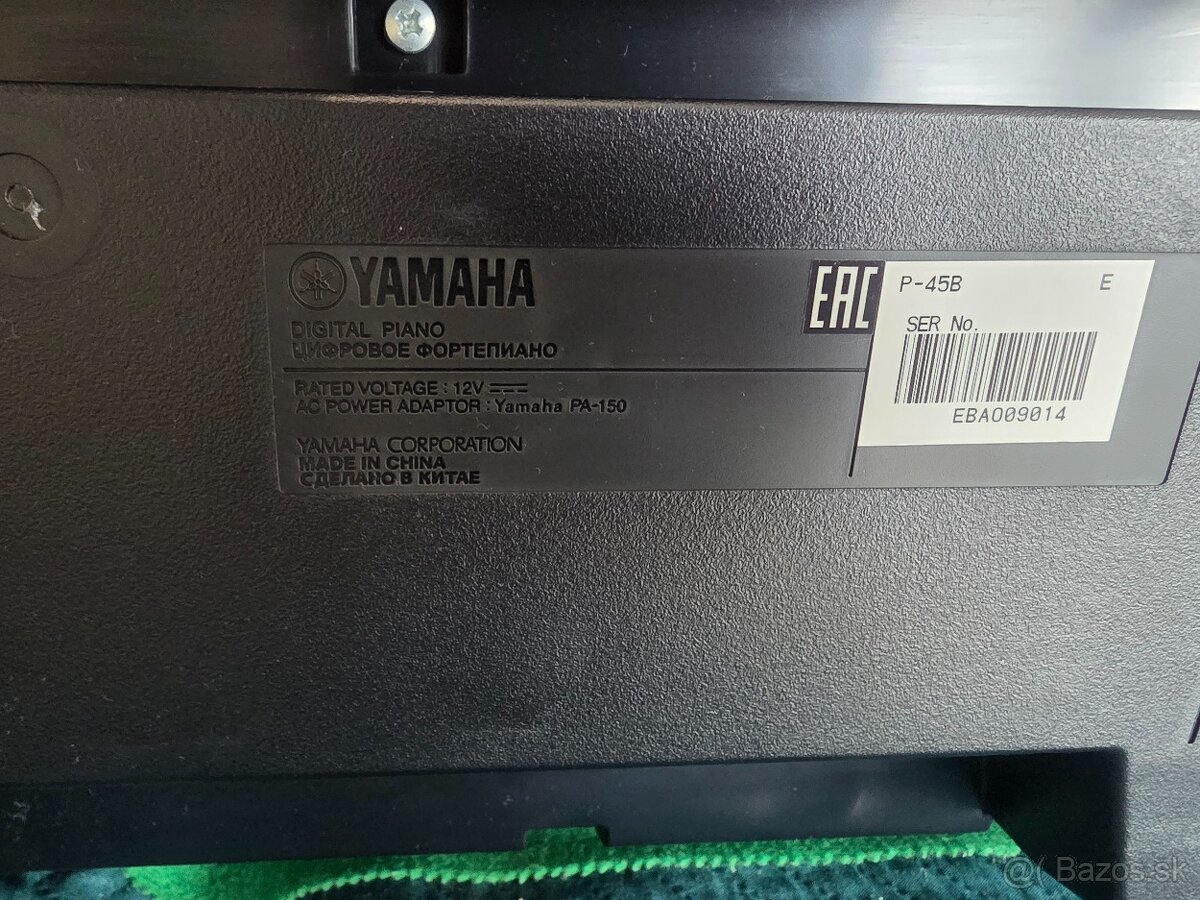 YAMAHA
DIGITAL PIANO
ЦИФРОВОЕ ФОРТЕПИАНО
RATED VOLTAGE : 12V
AC POWER ADAPTOR : Yamaha PA-150
YAMAHA CORPORATION
MADE IN CHINA
СДЕЛАНО В КИТАЕ
EAC
P-45B E
SER No.
EBAO09014
@( Bazos.sk